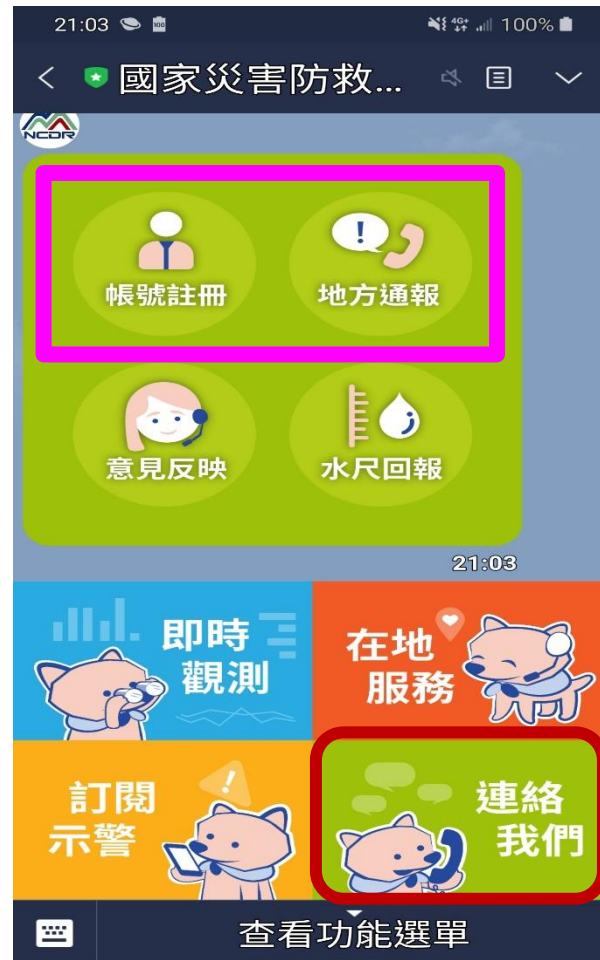 21:03
100%
國家災害防救...
NCDR
帳號註冊
地方通報
意見反映
水尺回報
21:03
即時
觀測
在地
服務
訂閱
示警
連絡
我們
查看功能選單